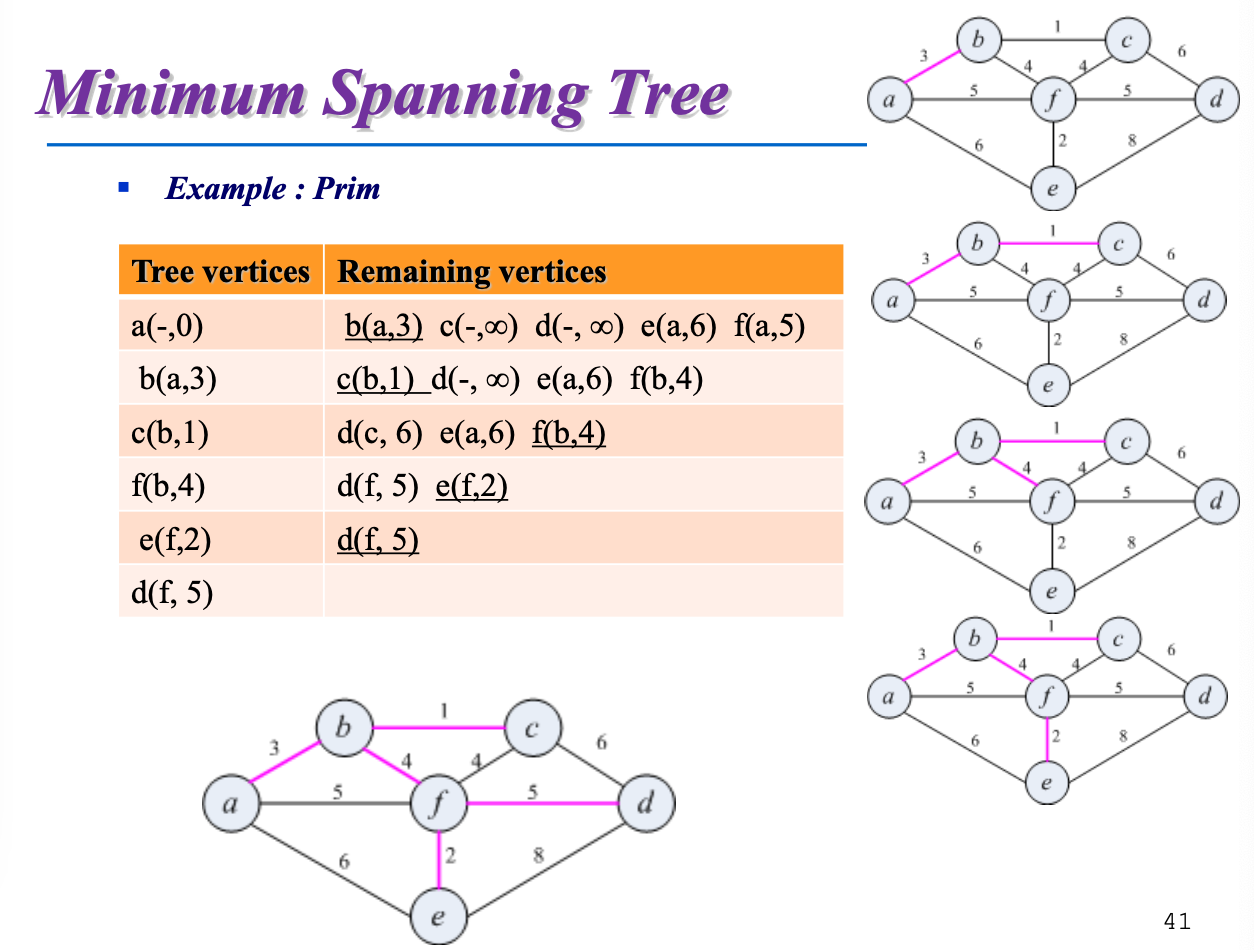 Minimum Spanning Tree
▪ Example : Prim
Tree vertices Remaining vertices
a(-,0) b(a,3) c(-,∞) d(-, ∞) e(a,6) f(a,5)
b(a,3) c(b,1) d(-, ∞) e(a,6) f(b,4)
c(b,1) d(c, 6) e(a,6) f(b,4)
f(b,4) d(f, 5) e(f,2)
e(f,2) d(f, 5)
d(f, 5)
b 1 c
3 4 4 6
a 5 f 5 d
6 2 8
e
b 1 c
3 4 4 6
a 5 f 5 d
6 2 8
e
b 1 c
3 4 4 6
a 5 f 5 d
6 2 8
e
b 1 c
3 4 4 6
a 5 f 5 d
6 2 8
e
b 1 c
3 4 4 6
a 5 f 5 d
6 2 8
e
41